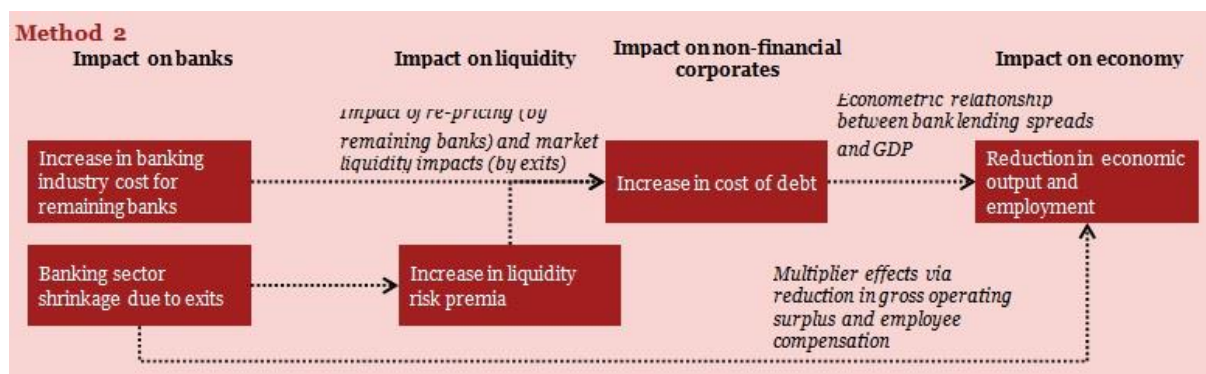 Method 2
Impact on banks
Impact on liquidity
Impact on non-financial
corporates
Impact on economy
Impact of re-pricing (by
remaining banks) and market
liquidity impacts (by exits)
Econometric relationship
between bank lending spreads
and GDP
Increase in banking
industry cost for
remaining banks
Increase in cost of debt
Reduction in economic
output and
employment
Banking sector
shrinkage due to exits
Increase in liquidity
risk premia
Multiplier effects via
reduction in gross operating
surplus and employee
compensation